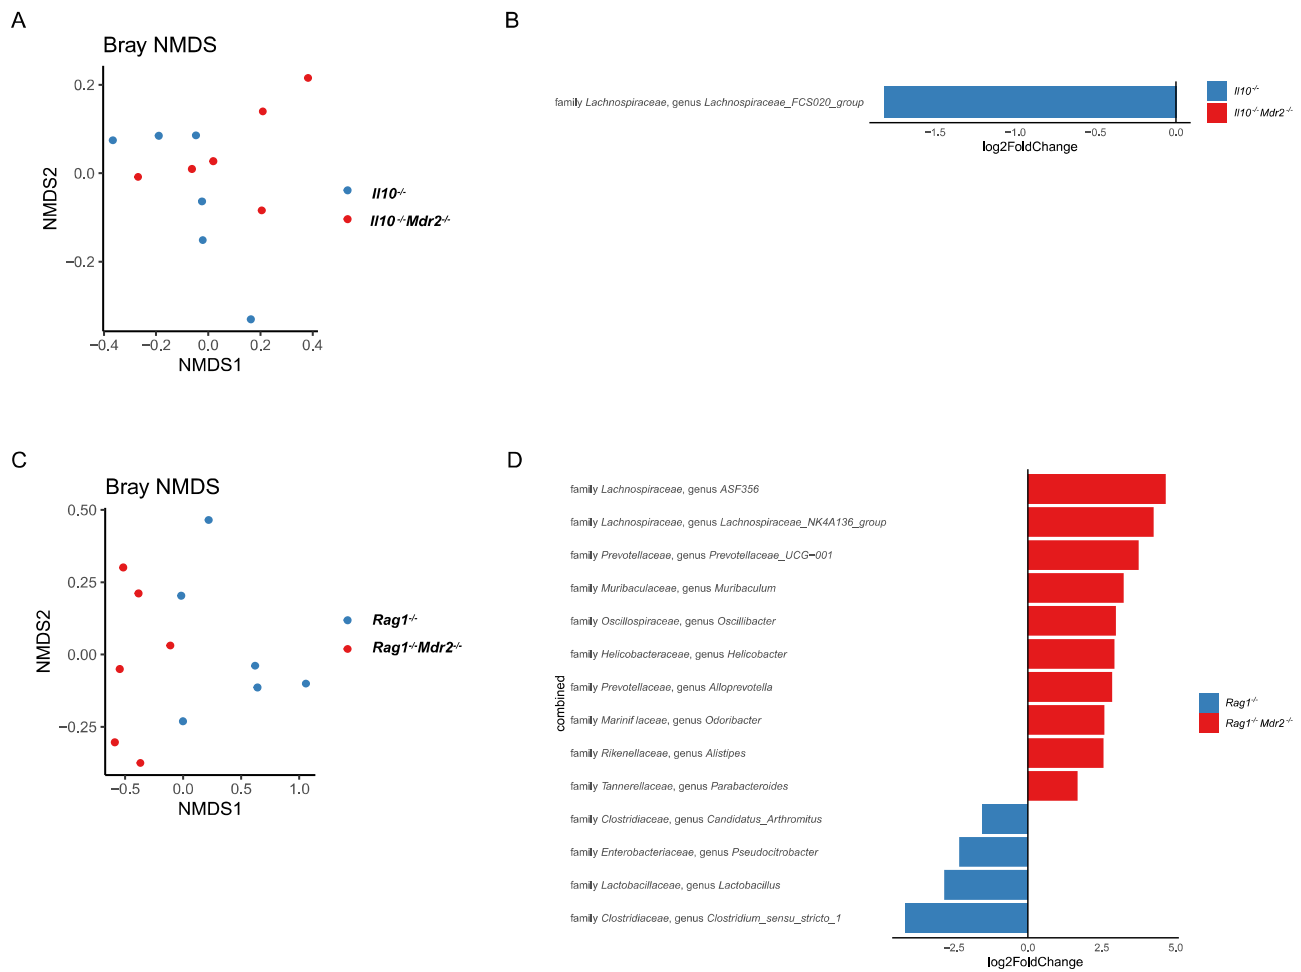 A
Bray NMDS
0.2
0.0
−0.2
NMDS2
−0.4
−0.2
0.0
0.2
0.4
NMDS1
Il10-/-
Il10-/-Mdr2-/-
B
family Lachnospiraceae, genus Lachnospiraceae_FCS020_group
−1.5
−1.0
−0.5
0.0
log2FoldChange
Il10-/-
Il10-/-Mdr2-/-
C
Bray NMDS
0.50
0.25
0.00
−0.25
NMDS2
−0.5
0.0
0.5
1.0
NMDS1
Rag1-/-
Rag1-/-Mdr2-/-
D
family Lachnospiraceae, genus ASF356
family Lachnospiraceae, genus Lachnospiraceae_NK4A136_group
family Prevotellaceae, genus Prevotellaceae_UCG−001
family Muribaculaceae, genus Muribaculum
family Oscillospiraceae, genus Oscillibacter
family Helicobacteraceae, genus Helicobacter
family Prevotellaceae, genus Alloprevotella
family Marinifilaceae, genus Odoribacter
family Rikenellaceae, genus Alistipes
family Tannerellaceae, genus Parabacteroides
family Clostridiaceae, genus Candidatus_Arthromitus
family Enterobacteriaceae, genus Pseudocitrobacter
family Lactobacillaceae, genus Lactobacillus
family Clostridiaceae, genus Clostridium_sensu_stricto_1
combined
−2.5
0.0
2.5
5.0
log2FoldChange
Rag1-/-
Rag1-/-Mdr2-/-